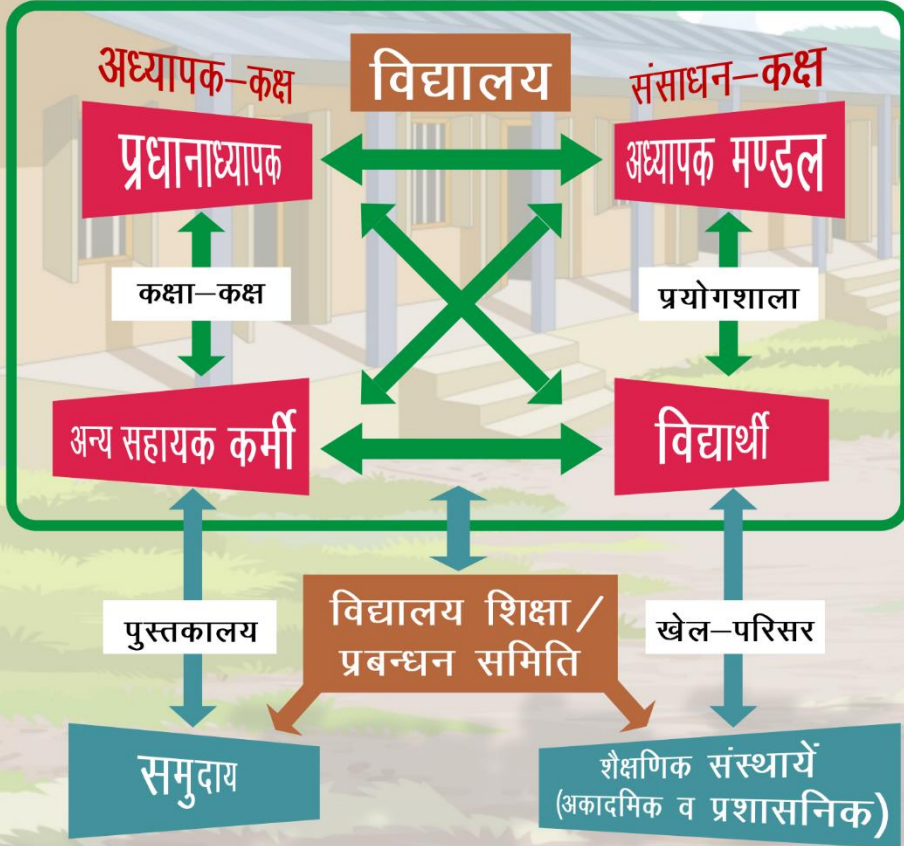 विद्यालय
अध्यापक–कक्ष
संसाधन–कक्ष
प्रधानाध्यापक
अध्यापक मण्डल
कक्षा–कक्ष
प्रयोगशाला
अन्य सहायक कर्मी
विद्यार्थी
विद्यालय शिक्षा/
प्रबन्धन समिति
पुस्तकालय
खेल–परिसर
समुदाय
शैक्षणिक संस्थायें
(अकादमिक व प्रशासनिक)